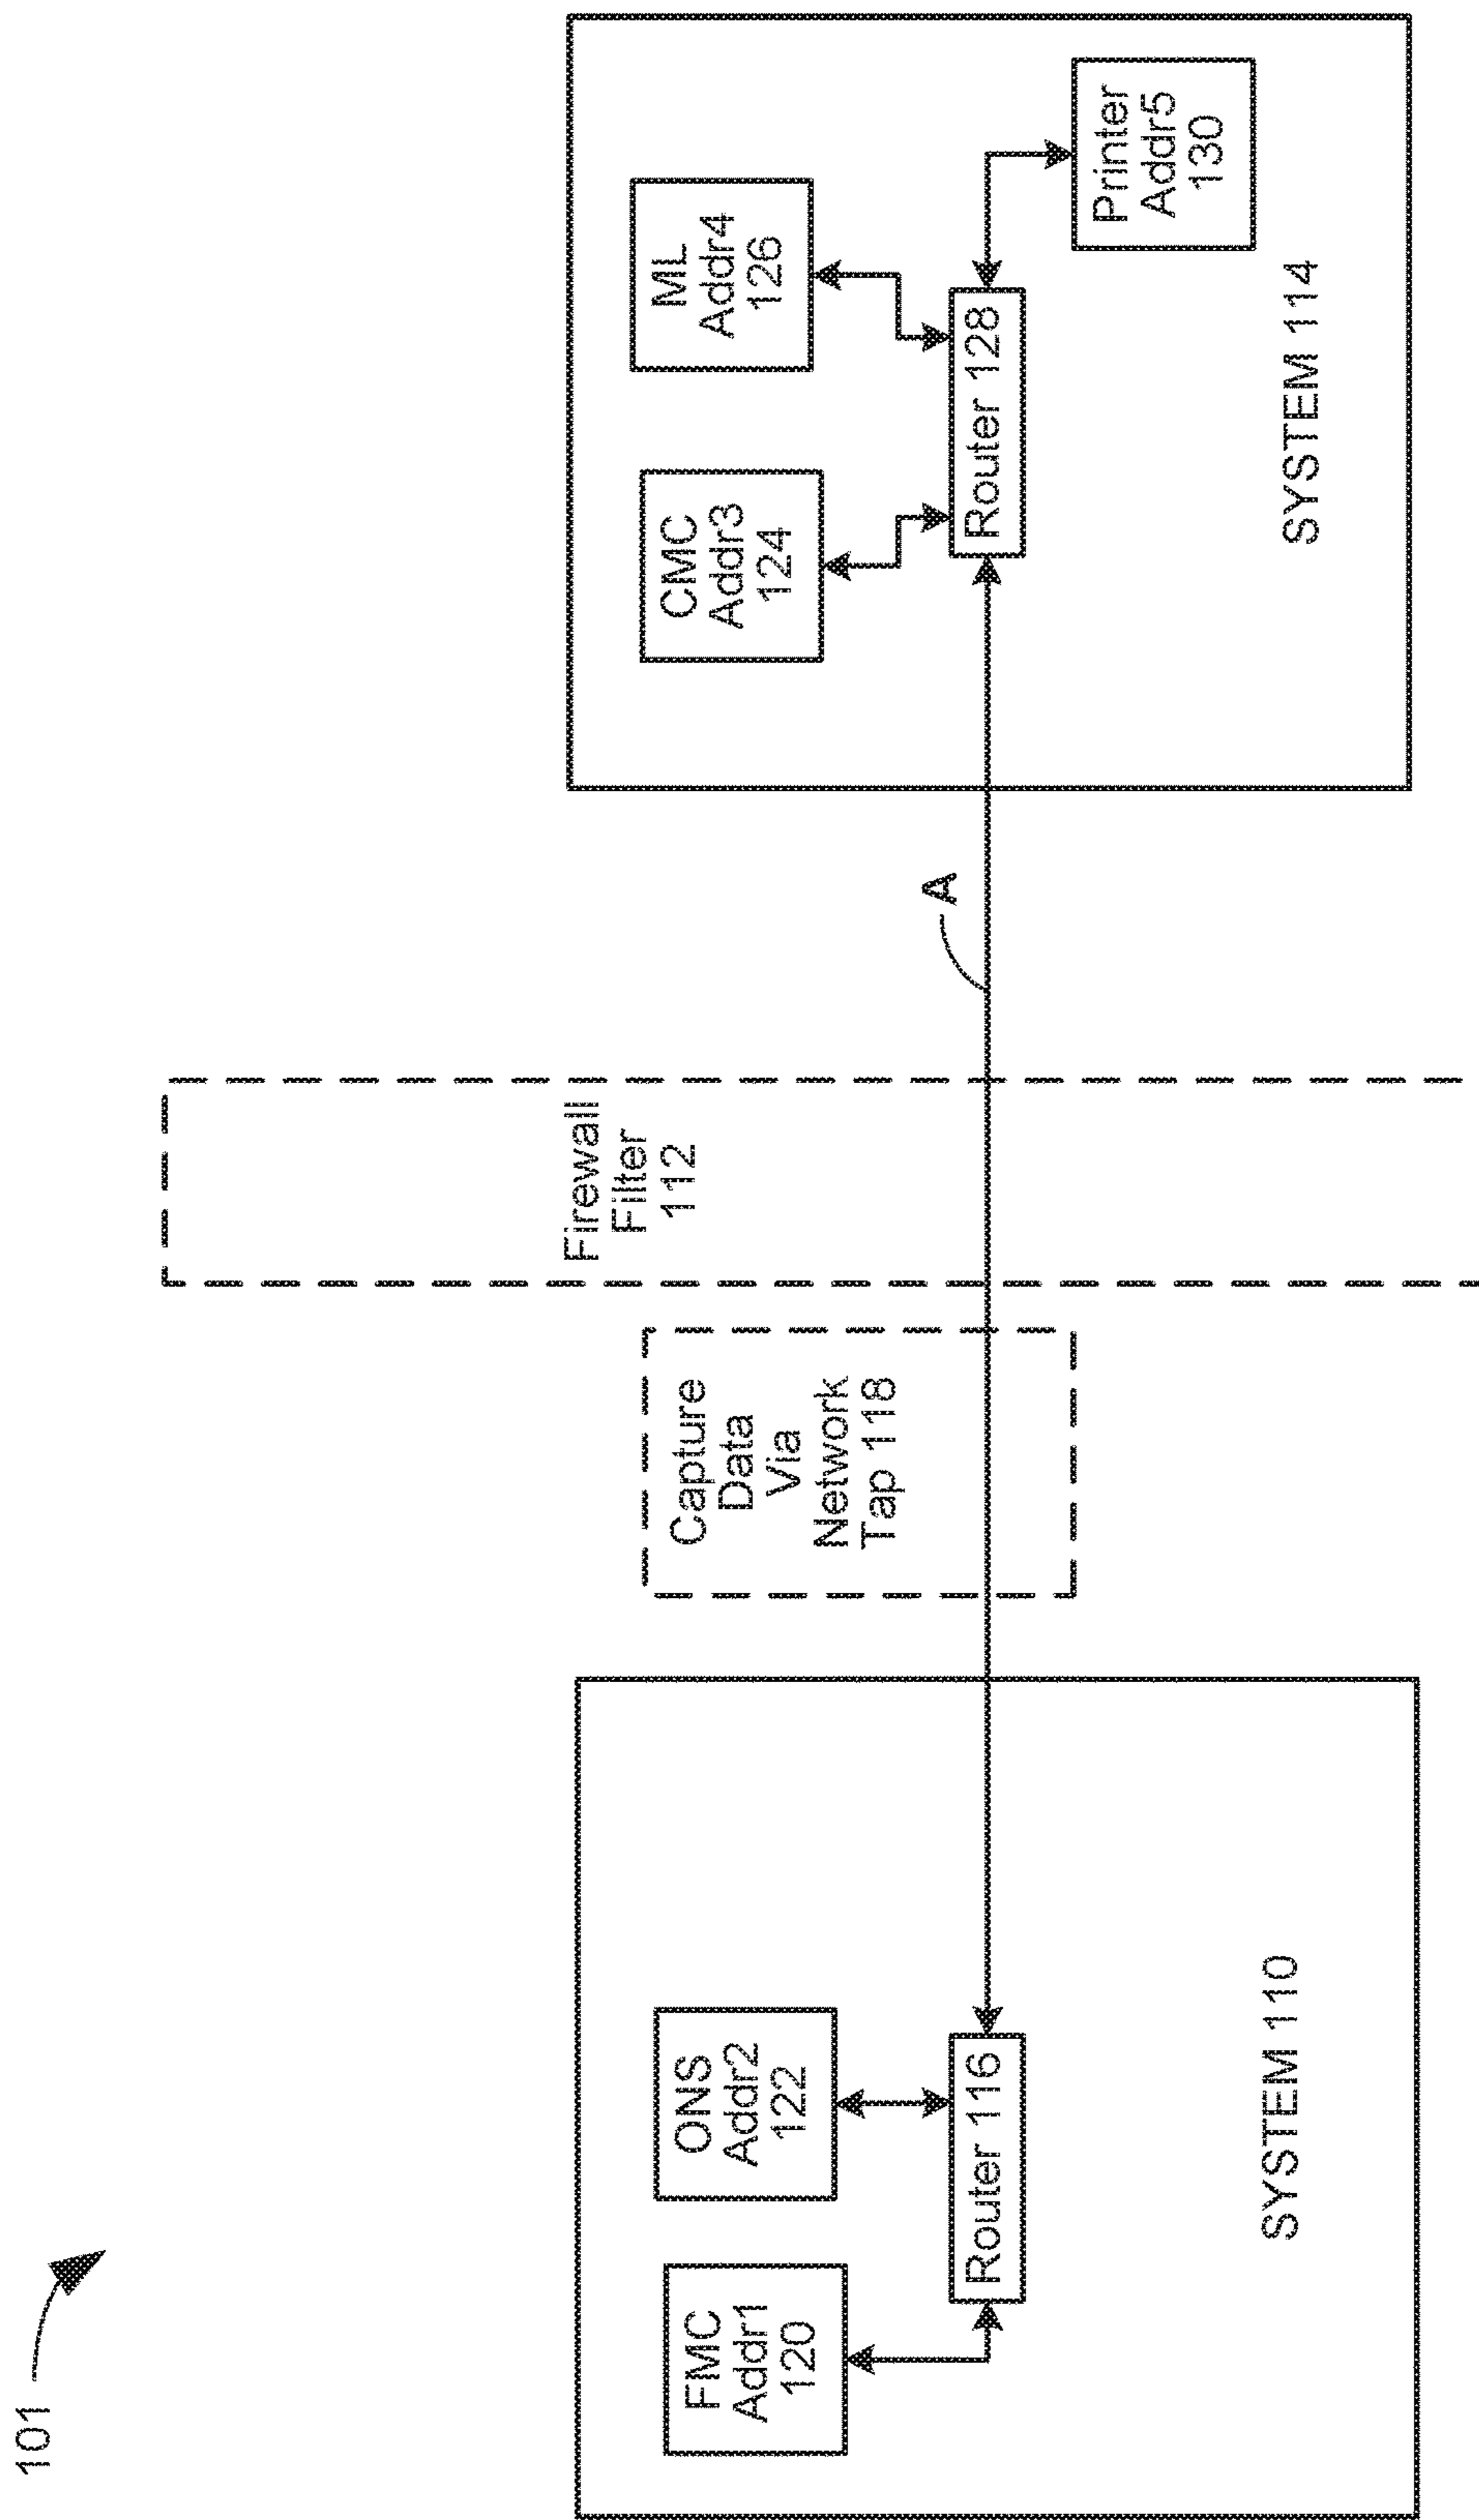 101
FMC
Addr1
120
ONS
Addr2
122
Router 116
SYSTEM 110
Capture
Data
Via
Network
Tap 118
Firewall
Filter
112
A
CMC
Addr3
124
ML
Addr4
126
Router 128
Printer
Addr5
130
SYSTEM 114